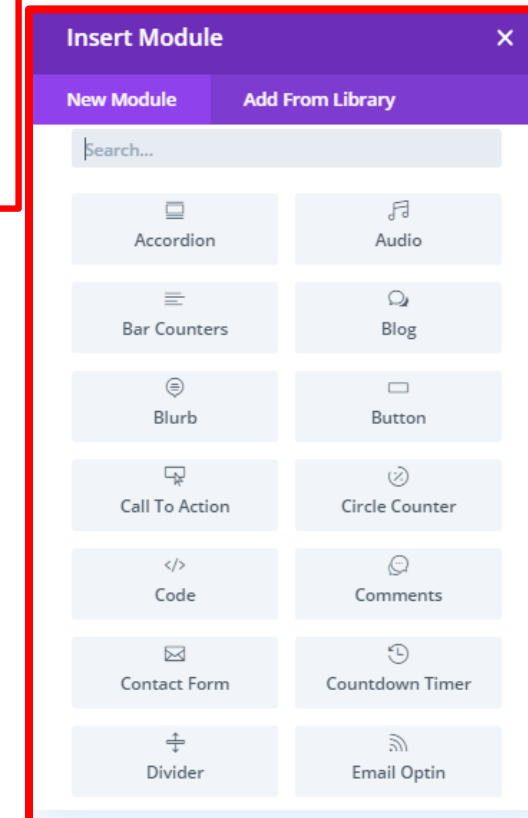 Insert Module
New Module Add From Library
Search...
Accordion Audio
Bar Counters Blog
Blurb Button
Call To Action Circle Counter
Code Comments
Contact Form Countdown Timer
Divider Email Optin